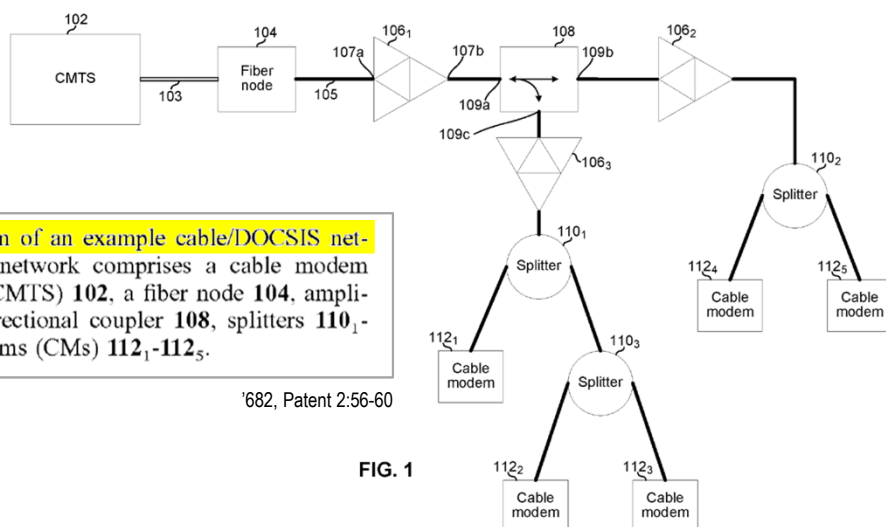 102
CMTS
103
104
Fiber
node
105
107a
106₁
107b
109a
108
109b
109c
106₂
106₃
110₂
Splitter
110₁
Splitter
112₄
Cable
modem
112₅
Cable
modem
112₁
Cable
modem
110₃
Splitter
112₂
Cable
modem
112₃
Cable
modem
of an example cable/DOCSIS net-
network comprises a cable modem
CMTS) 102, a fiber node 104, ampli-
rectional coupler 108, splitters 110₁-
ms (CMs) 112₁-112₅.
'682, Patent 2:56-60
FIG. 1